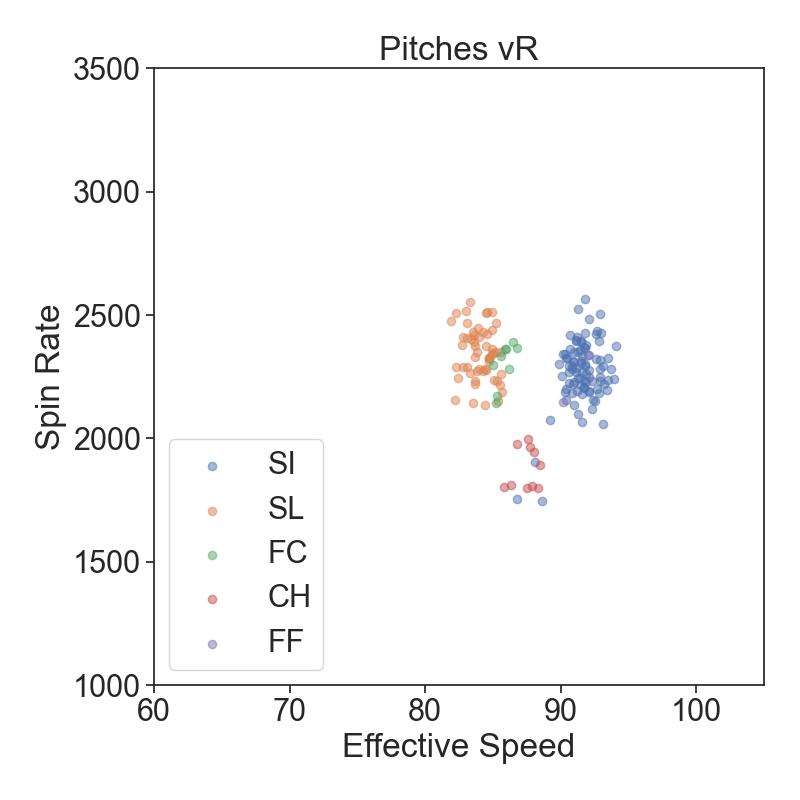 Pitches vR
3500
3000
2500
2000
1500
1000
Spin Rate
SI
SL
FC
CH
FF
60 70 80 90 100
Effective Speed